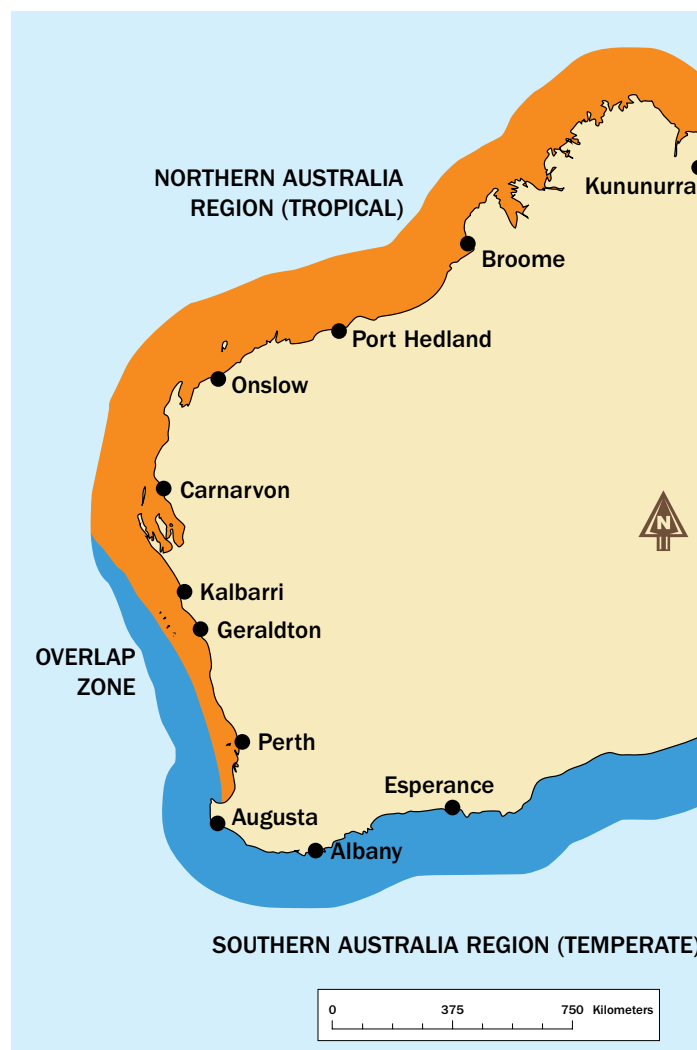 NORTHERN AUSTRALIA
REGION (TROPICAL)
Kununurra
Broome
Port Hedland
Onslow
Carnarvon
N
Kalbarri
Geraldton
OVERLAP
ZONE
Perth
Esperance
Augusta
Albany
SOUTHERN AUSTRALIA REGION (TEMPERATE)
0 375 750 Kilometers